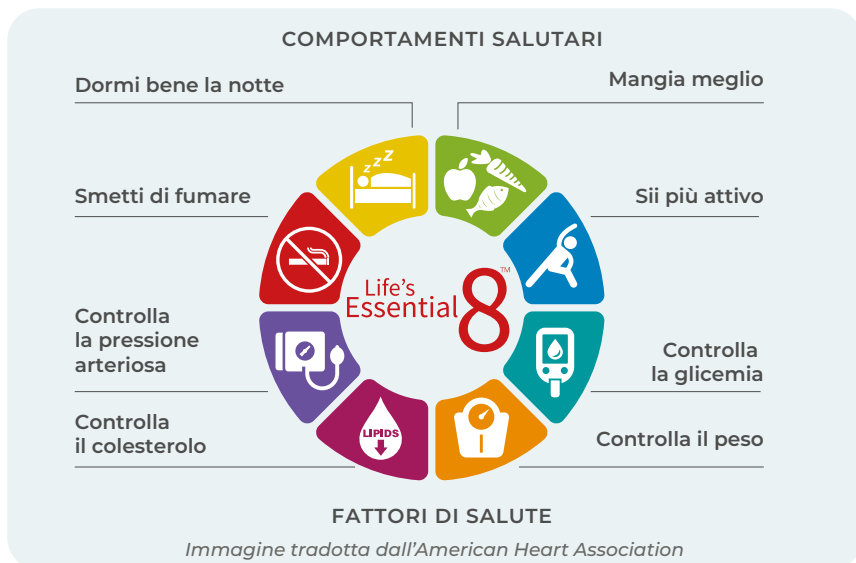 COMPORTAMENTI SALUTARI
Dormi bene la notte
Mangia meglio
zzzz
Smetti di fumare
Sii più attivo
Life's
Essential 8™
Controlla
la pressione
arteriosa
Controlla
la glicemia
Controlla
il colesterolo
LIPIDS
Controlla il peso
FATTORI DI SALUTE
Immagine tradotta dall'American Heart Association